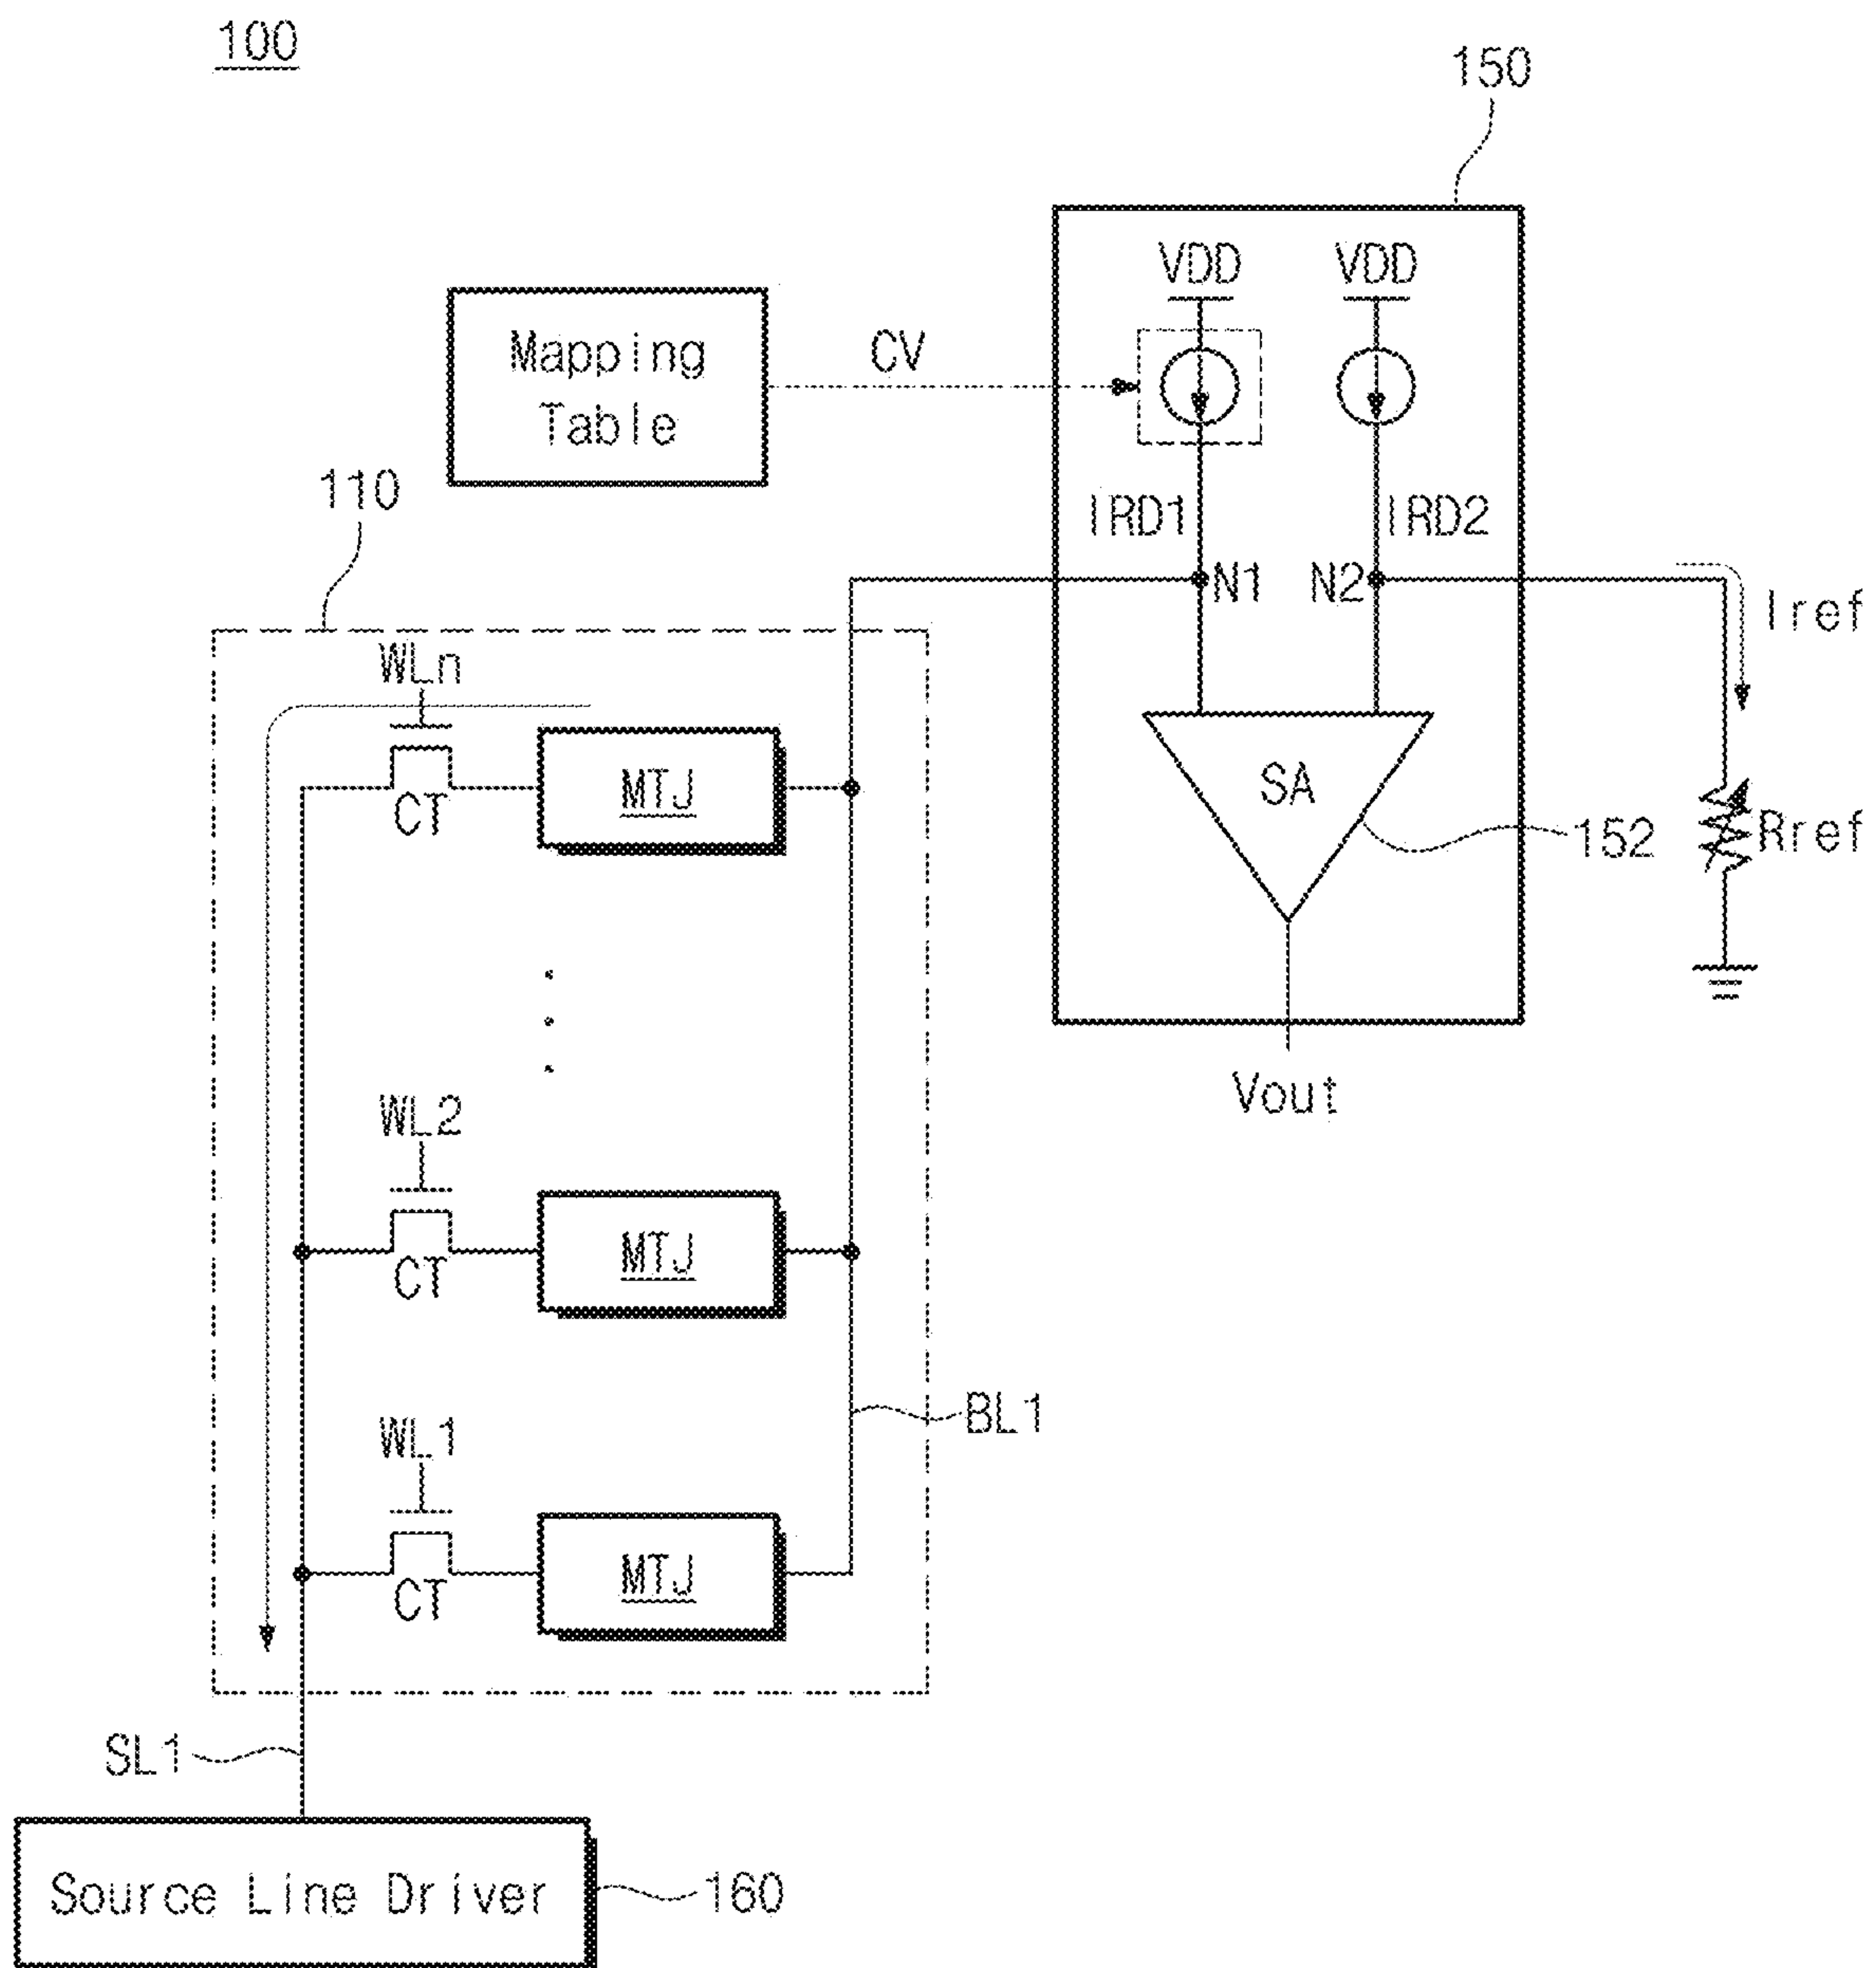 100
150
VDD VDD
Mapping
Table
CV
110
IRD1 IRD2
N1 N2
Iref
WLn
CT
MTJ
SA
152
Rref
Vout
WL2
CT
MTJ
BL1
WL1
CT
MTJ
SL1
Source Line Driver
160